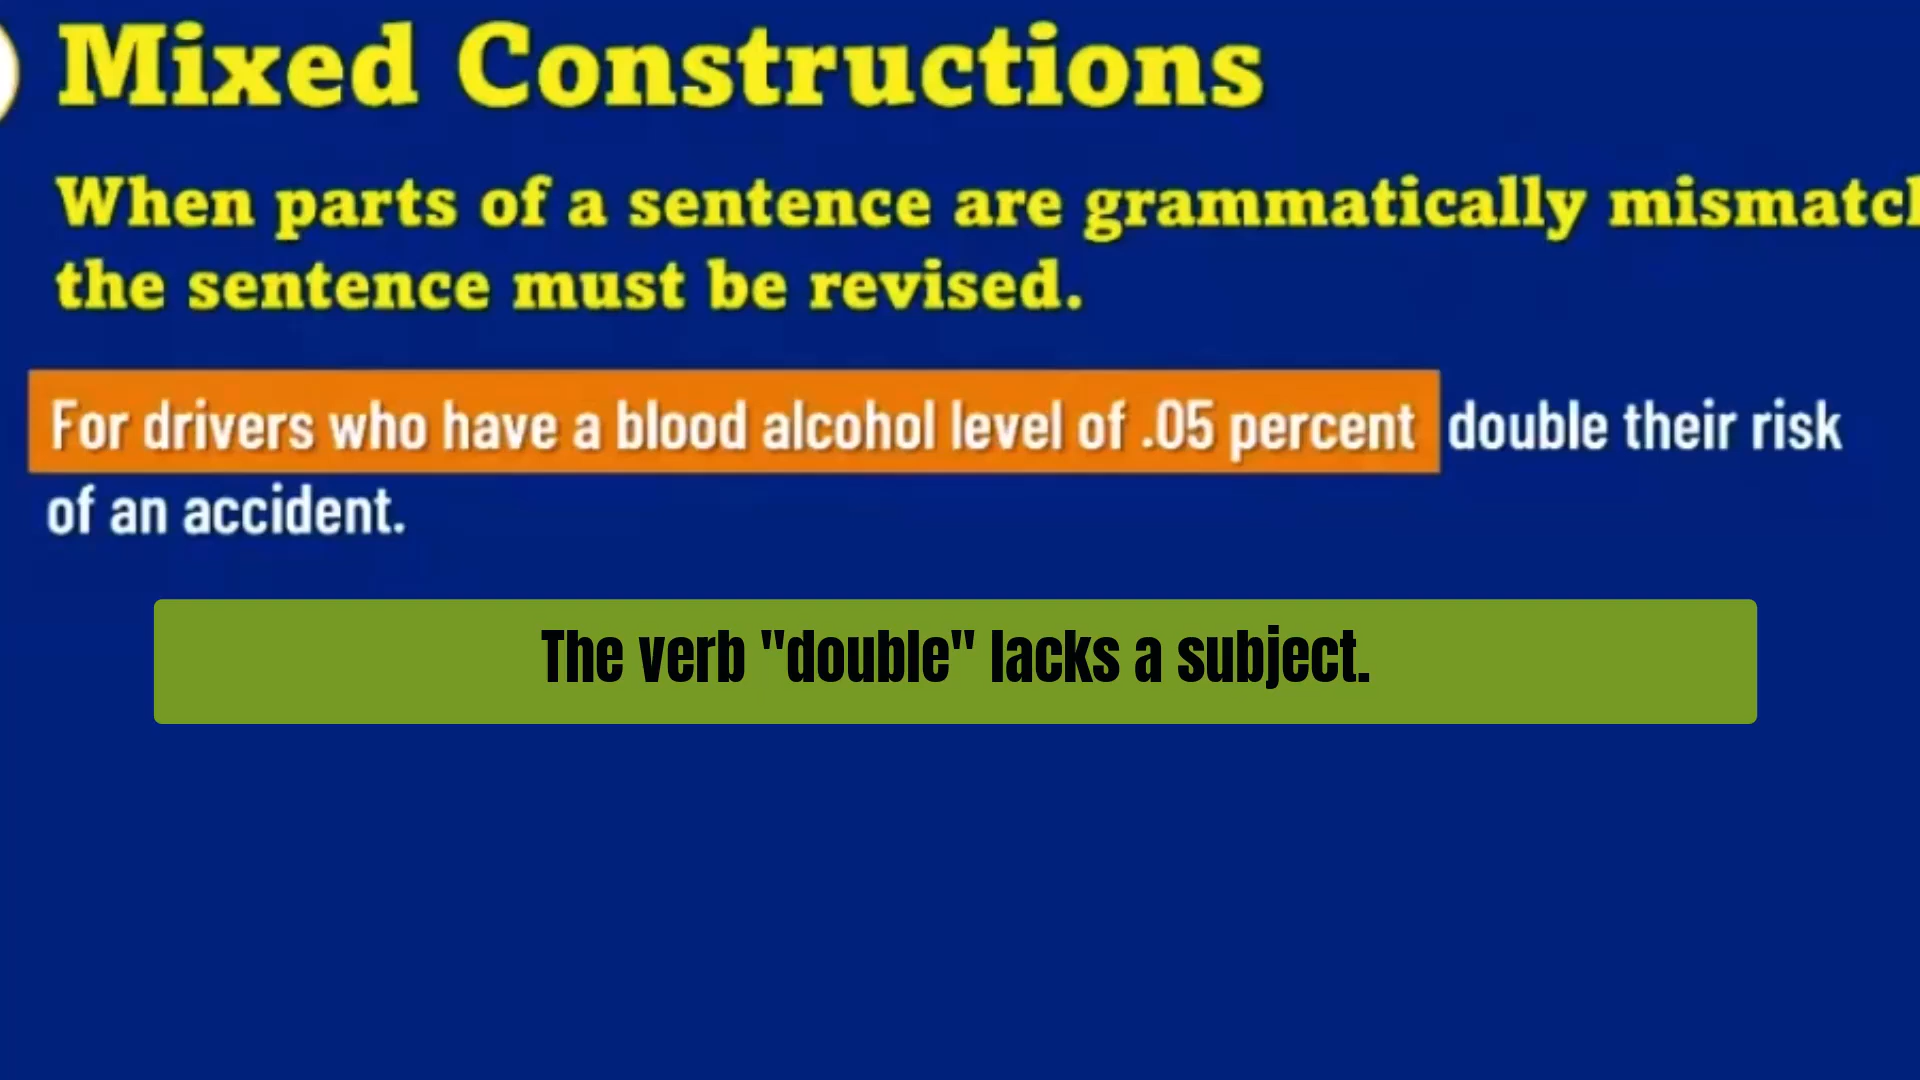 Mixed Constructions
When parts of a sentence are grammatically
the sentence must be revised.
For drivers who have a blood alcohol level of .05 percent double their risk
of an accident.
The verb "double" lacks a subject.